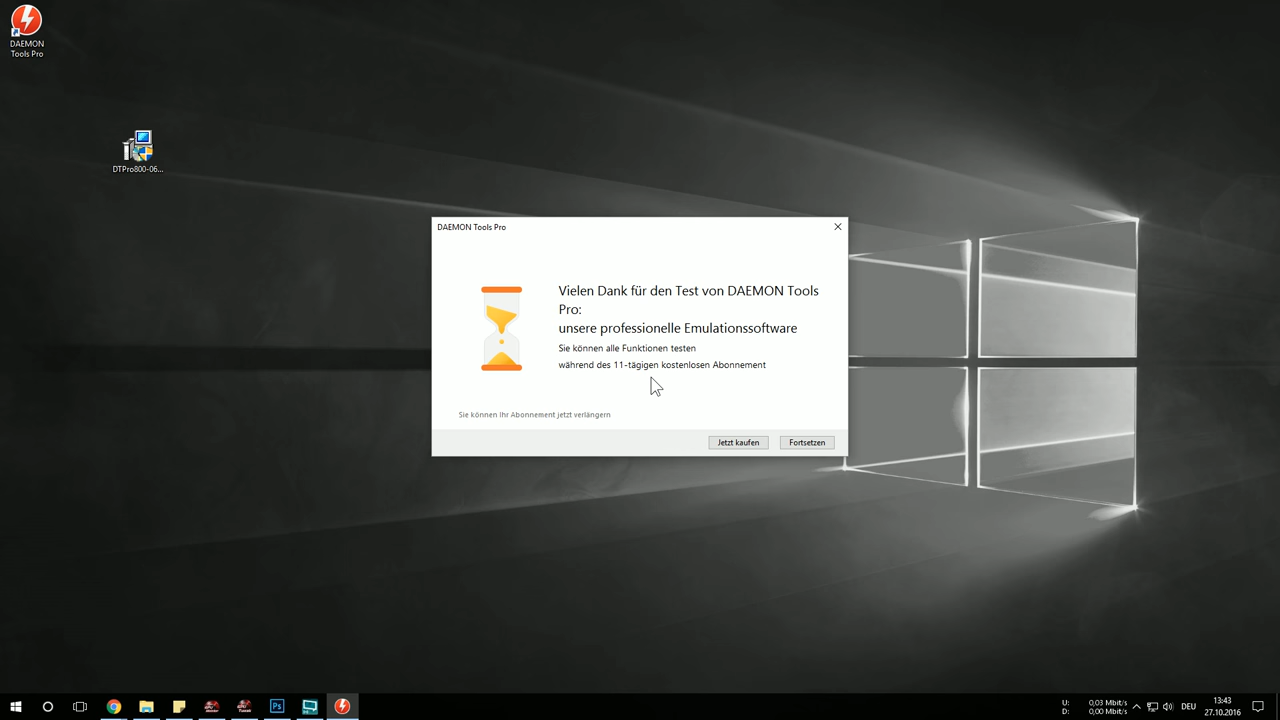 DAEMON
Tools Pro
DTPro800-06...
DAEMON Tools Pro
Vielen Dank für den Test von DAEMON Tools
Pro:
unsere professionelle Emulationssoftware
Sie können alle Funktionen testen
während des 11-tägigen kostenlosen Abonnement
Sie können Ihr Abonnement jetzt verlängern
Jetzt kaufen
Fortsetzen
Ps
U: 0,03 Mbit/s
D: 0,00 Mbit/s
DEU
13:43
27.10.2016